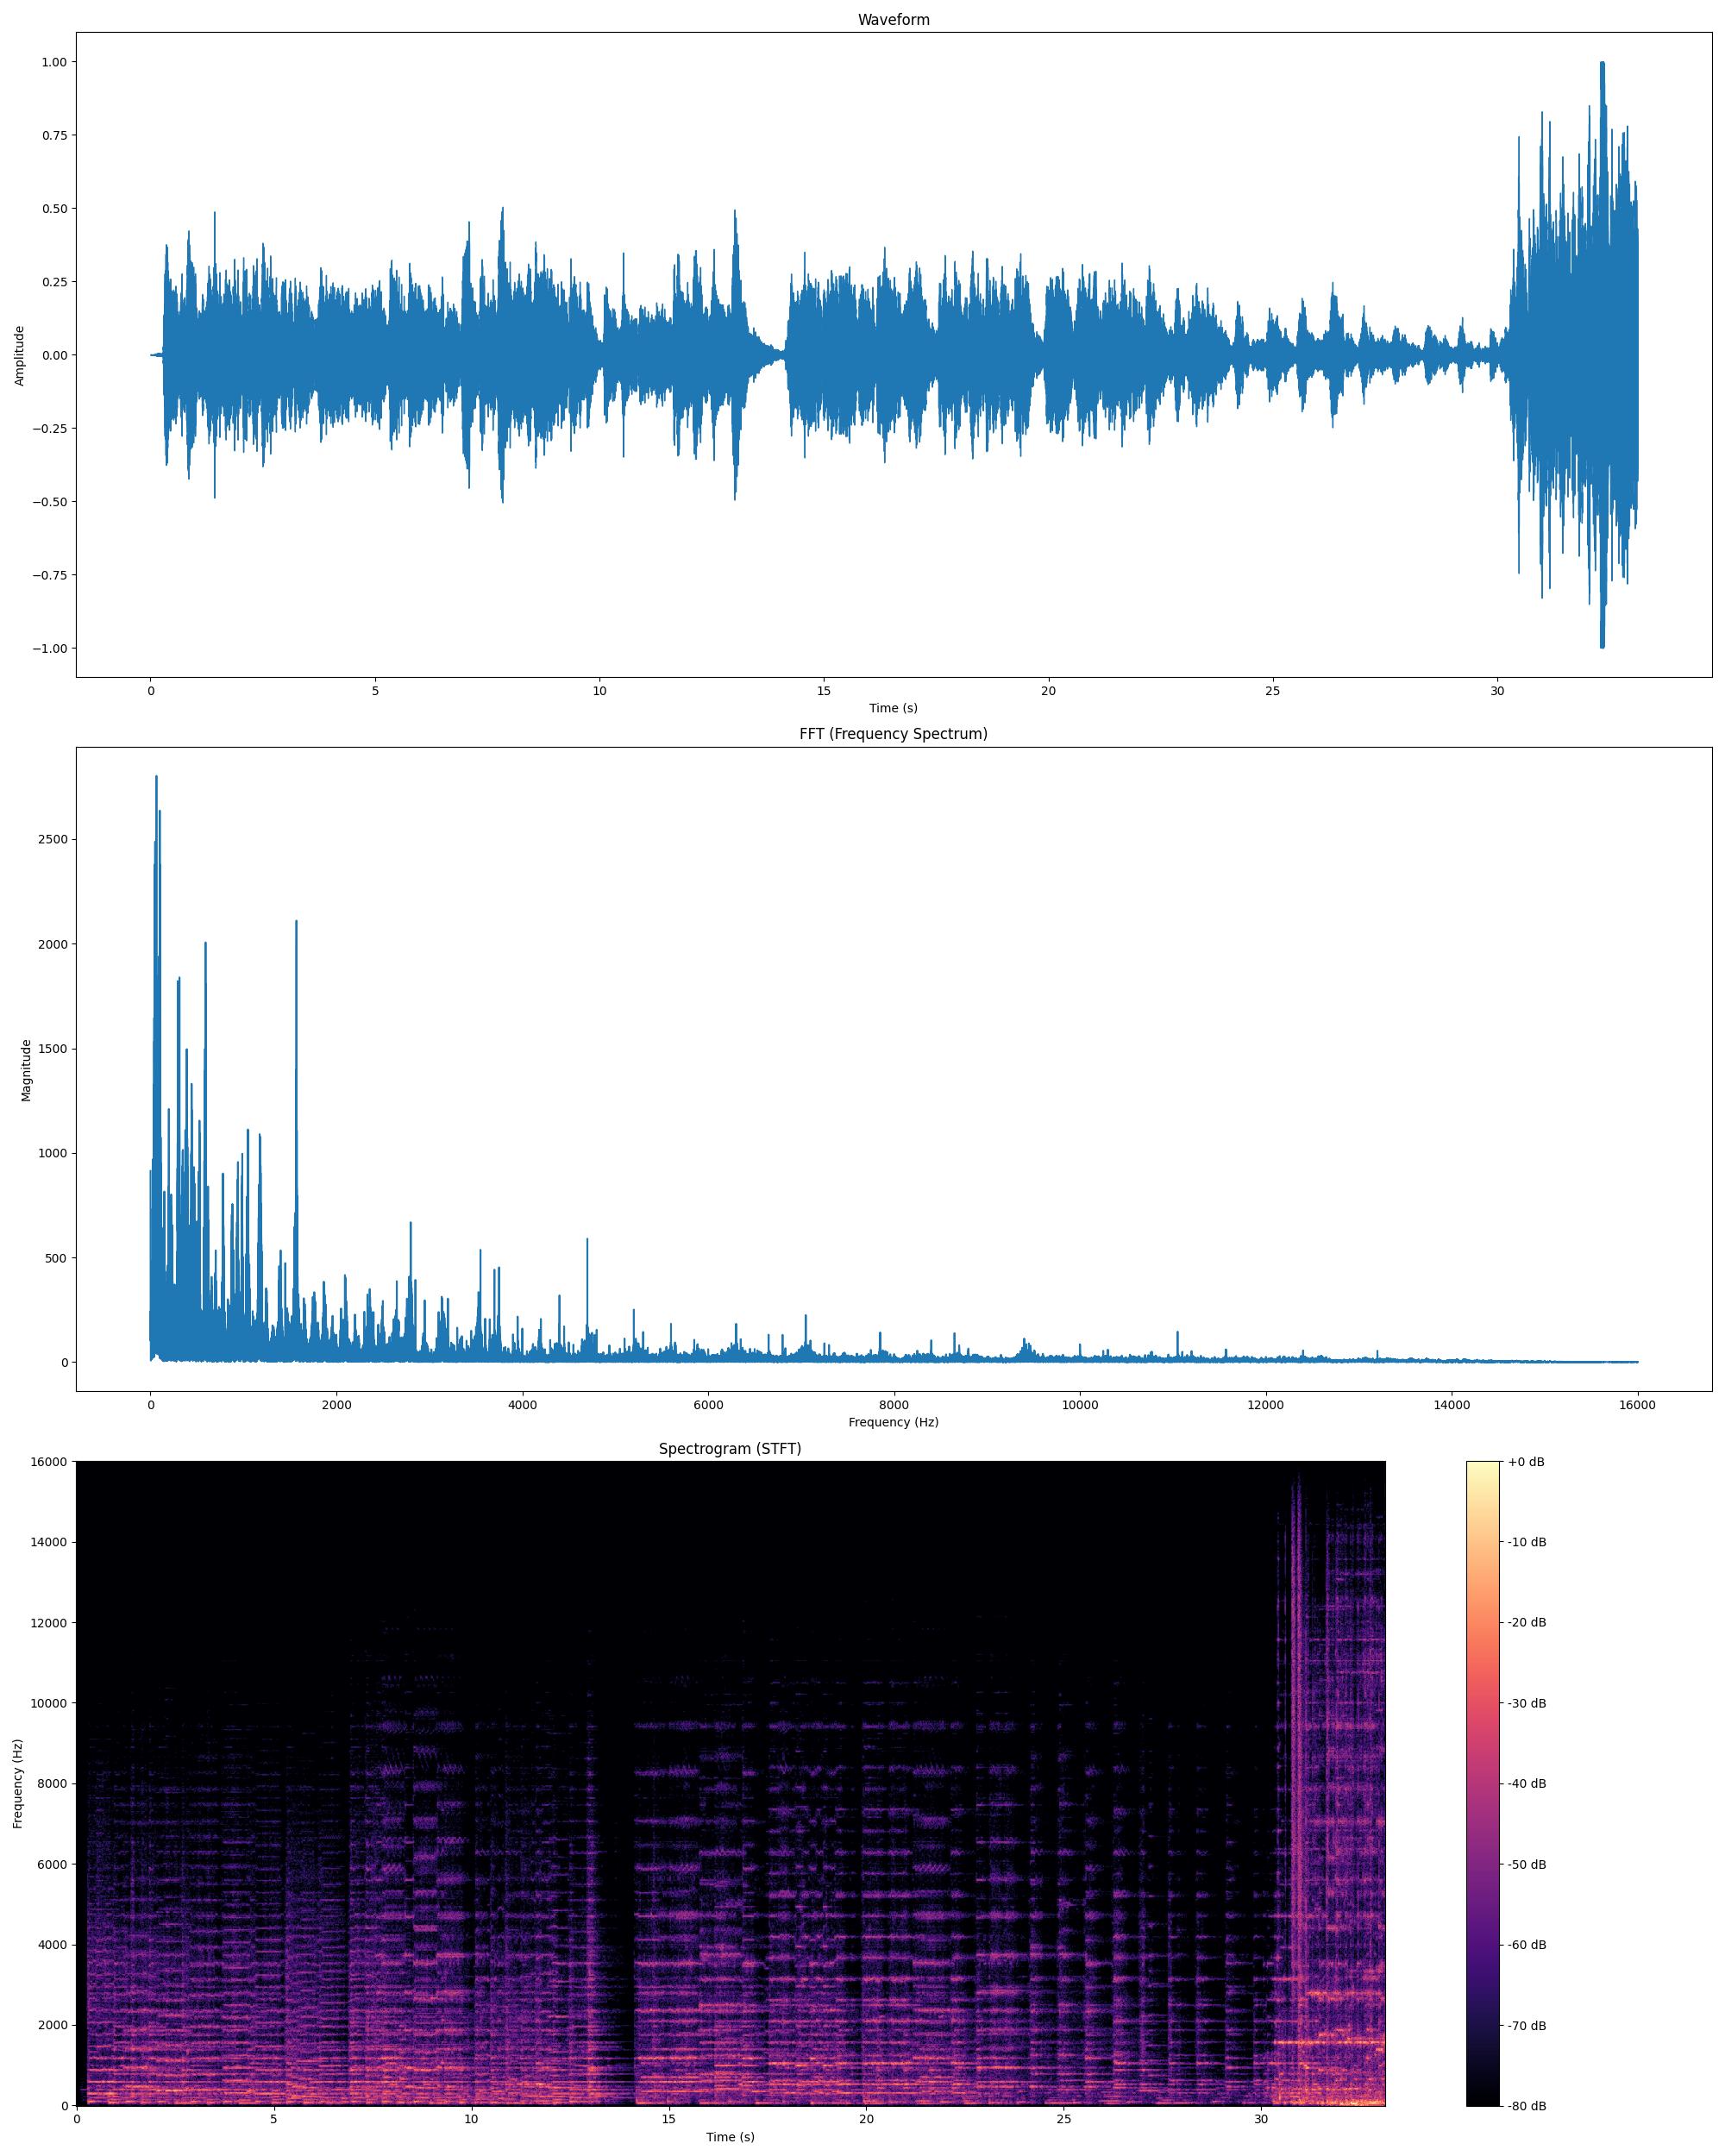 Waveform
1.00
0.75
0.50
0.25
0.00
−0.25
−0.50
−0.75
−1.00
Amplitude
0 5 10 15 20 25 30
Time (s)
FFT (Frequency Spectrum)
2500
2000
1500
1000
500
0
Magnitude
0 2000 4000 6000 8000 10000 12000 14000 16000
Frequency (Hz)
Spectrogram (STFT)
16000
14000
12000
10000
8000
6000
4000
2000
0
Frequency (Hz)
0 5 10 15 20 25 30
Time (s)
+0 dB
-10 dB
-20 dB
-30 dB
-40 dB
-50 dB
-60 dB
-70 dB
-80 dB